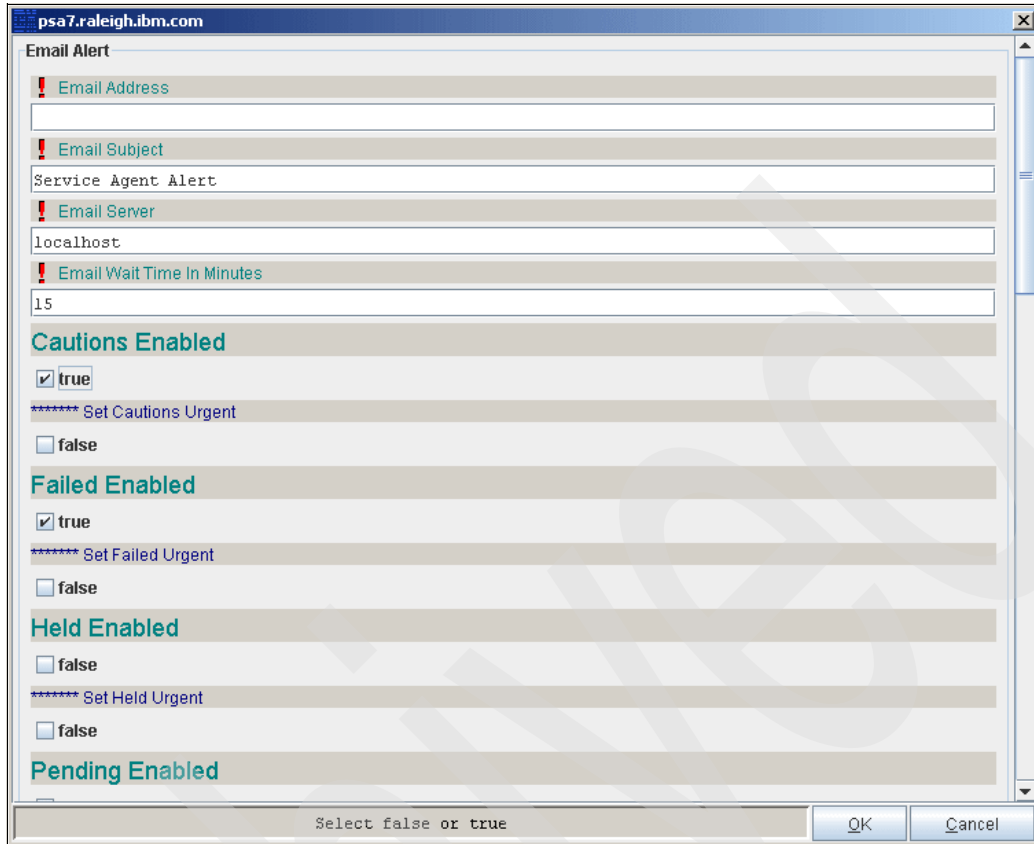 psa7.raleigh.ibm.com
Email Alert
Email Address
Email Subject
Service Agent Alert
Email Server
localhost
Email Wait Time In Minutes
15
Cautions Enabled
true
******* Set Cautions Urgent
false
Failed Enabled
true
******* Set Failed Urgent
false
Held Enabled
false
******* Set Held Urgent
false
Pending Enabled
Select false or true
OK
Cancel